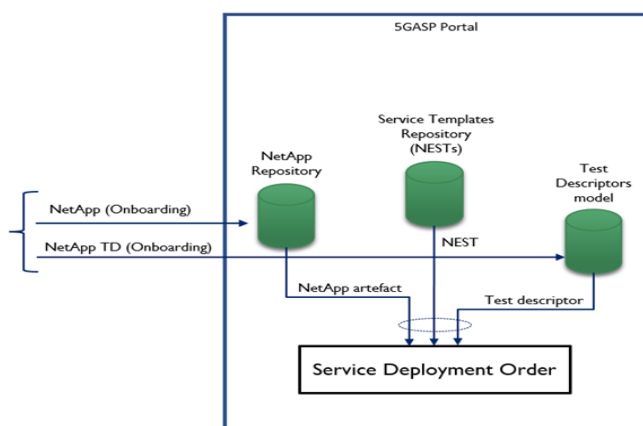 5GASP Portal
Service Templates
Repository
(NESTs)
NetApp
Repository
Test
Descriptors
model
NetApp (Onboarding)
NetApp TD (Onboarding)
NEST
NetApp artefact
Test descriptor
Service Deployment Order